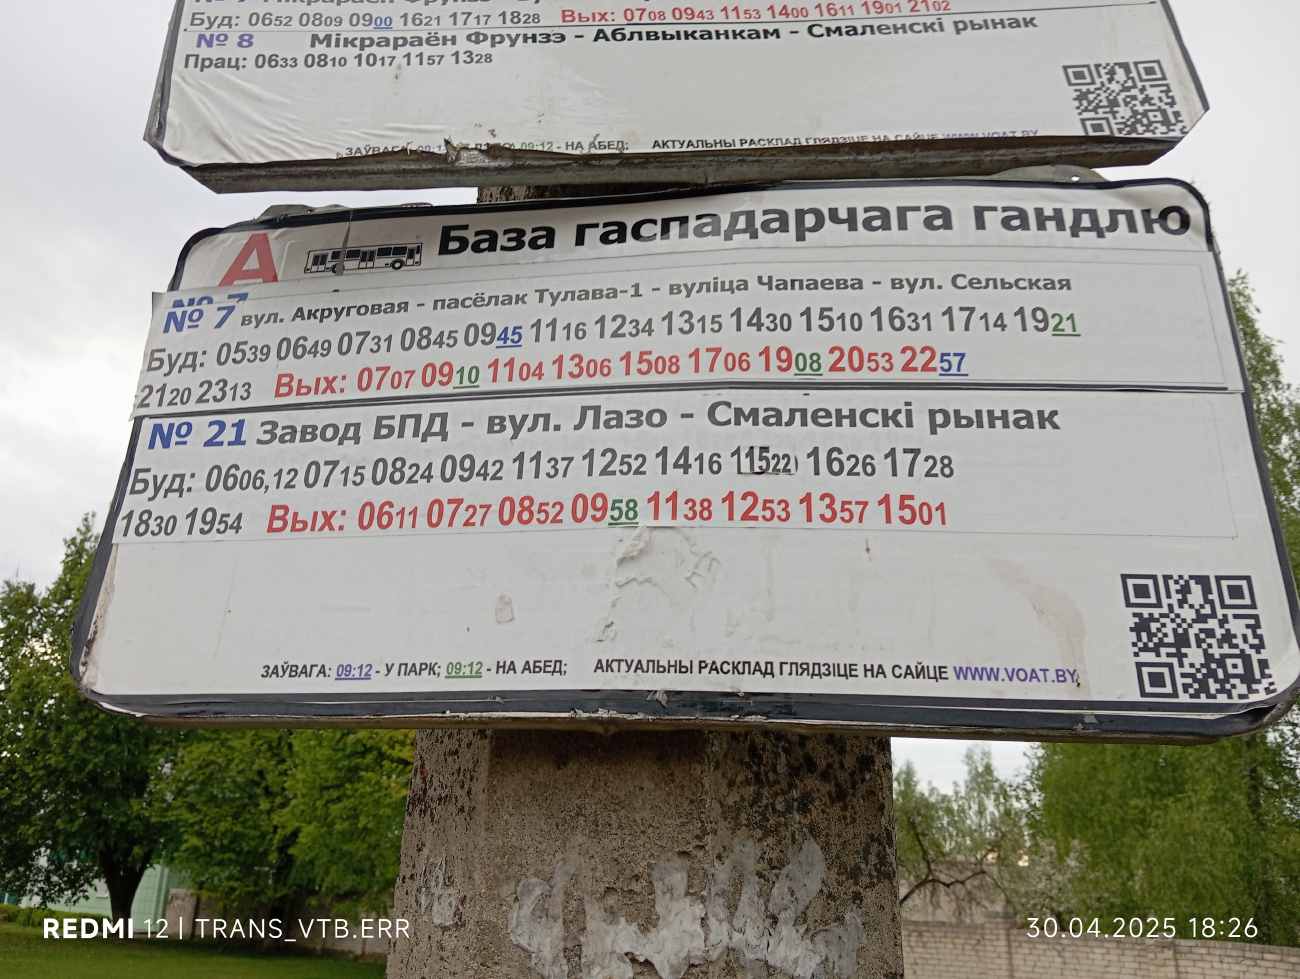 Буд: 0652 0809 0900 1621 1717 1828 Вых: 0708 0943 1153 1400 1611 1901 2102
№ 8 Мікрараён Фрунзэ - Аблвыканкам - Смаленскі рынак
Прац: 0633 0810 1017 1157 1328
ЗАЎВАГА: 09:12 - НА АБЕД; АКТУАЛЬНЫ РАСКЛАД ГЛЯДЗІЦЕ НА САЙЦЕ WWW.VOAT.BY
А База гаспадарчага гандлю
№ 7
№ 7 вул. Акруговая - пасёлак Тулава-1 - вуліца Чапаева - вул. Сельская
Буд: 0539 0649 0731 0845 0945 1116 1234 1315 1430 1510 1631 1714 1921
2120 2313 Вых: 0707 0910 1104 1306 1508 1706 1908 2053 2257
№ 21 Завод БПД - вул. Лазо - Смаленскі рынак
Буд: 0606,12 0715 0824 0942 1137 1252 1416 1522 1626 1728
1830 1954 Вых: 0611 0727 0852 0958 1138 1253 1357 1501
ЗАЎВАГА: 09:12 - У ПАРК; 09:12 - НА АБЕД; АКТУАЛЬНЫ РАСКЛАД ГЛЯДЗІЦЕ НА САЙЦЕ WWW.VOAT.BY
REDMI 12 | TRANS_VTB.ERR
30.04.2025 18:26